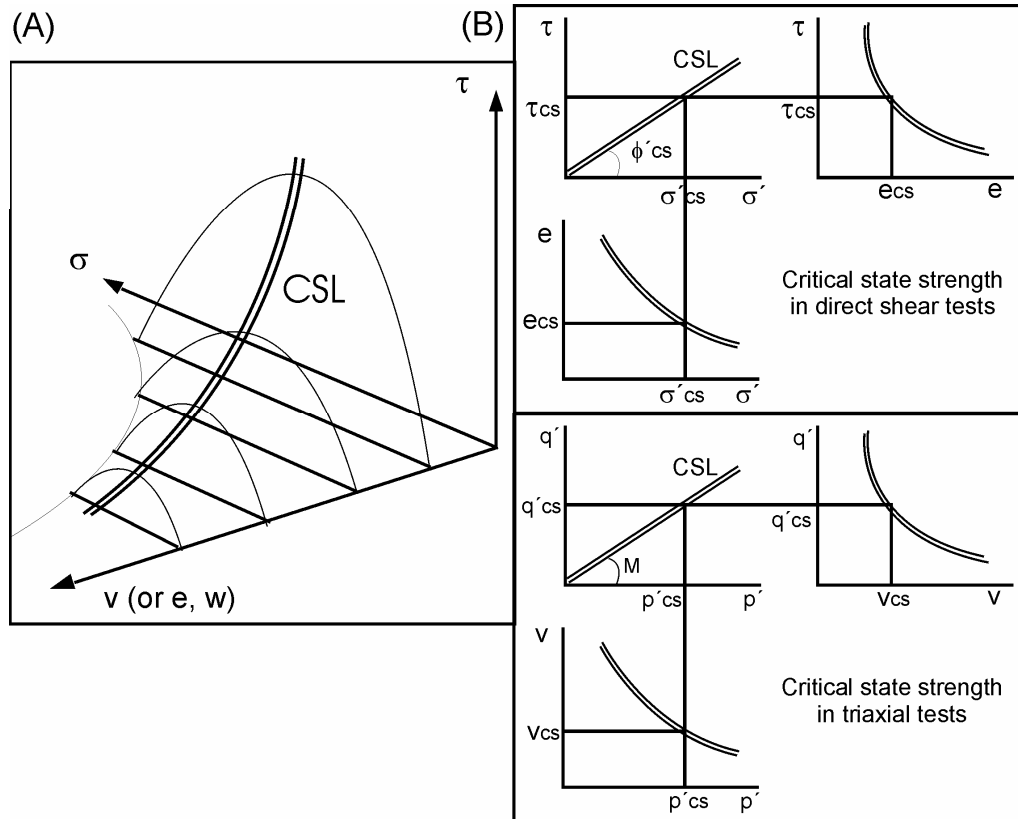 (A)
τ
σ
CSL
v (or e, w)
(B)
τ
CSL
τcs
ϕ´cs
σ´cs
σ´
τ
τcs
ecs
e
e
ecs
σ´cs
σ´
Critical state strength
in direct shear tests
q´
CSL
q´cs
M
p´cs
p´
q´
q´cs
vcs
v
v
vcs
p´cs
p´
Critical state strength
in triaxial tests